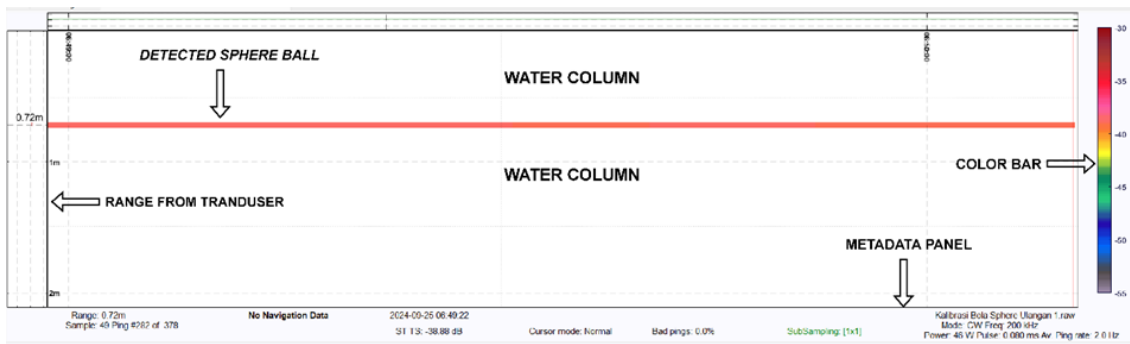 -30
DETECTED SPHERE BALL
WATER COLUMN
-35
0.72m
-40
1m
WATER COLUMN
COLOR BAR
RANGE FROM TRANDUSER
-45
METADATA PANEL
-50
2m
-55
Range: 0.72m
No Navigation Data
2024-09-26 06:49:22
Kalibrasi Bola Sphere Ulangan 1.raw
Sample: 49 Ping #282 of 378
ST TS: -38.88 dB
Cursor mode: Normal
Bad pings: 0.0%
SubSampling: [1x1]
Mode: CW Freq: 200 kHz
Power: 46 W Pulse: 0.080 ms Av. Ping rate: 2.0 Hz